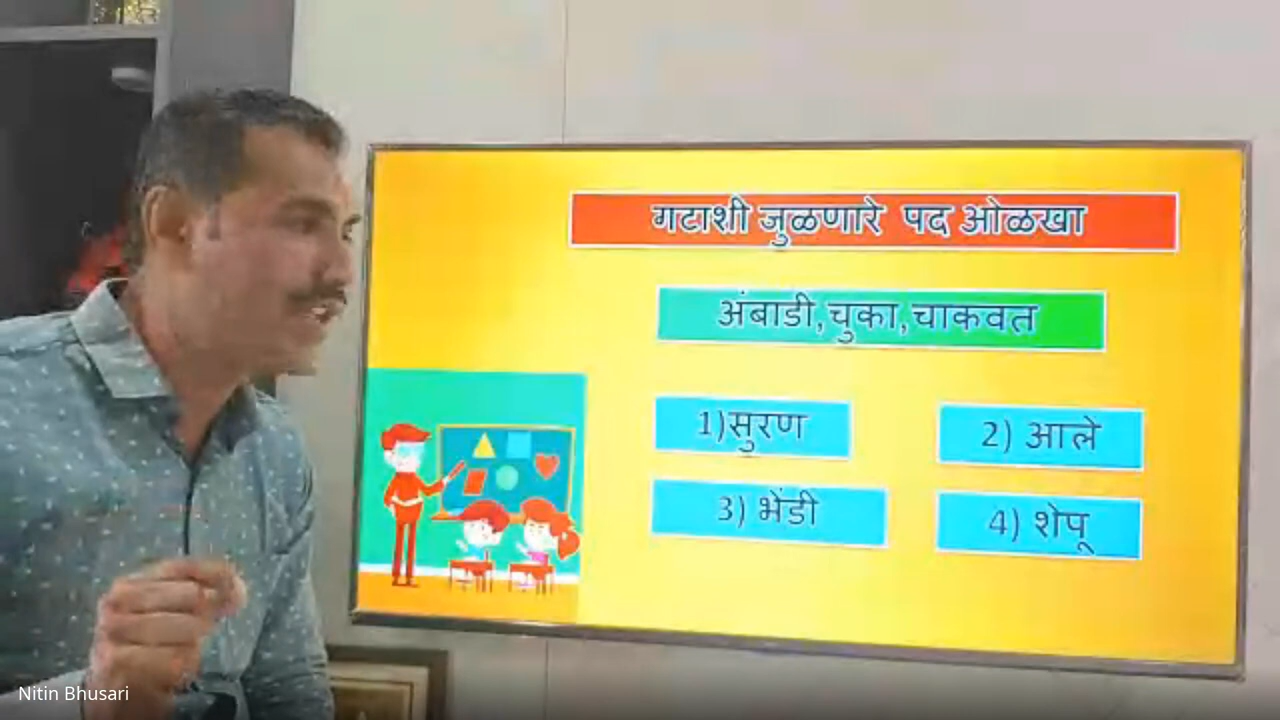 गटाशी जुळणारे पद ओळखा
अंबाडी,चुका,चाकवत
1)सुरण
2) आले
3) भेंडी
4) शेपू
Nitin Bhusari